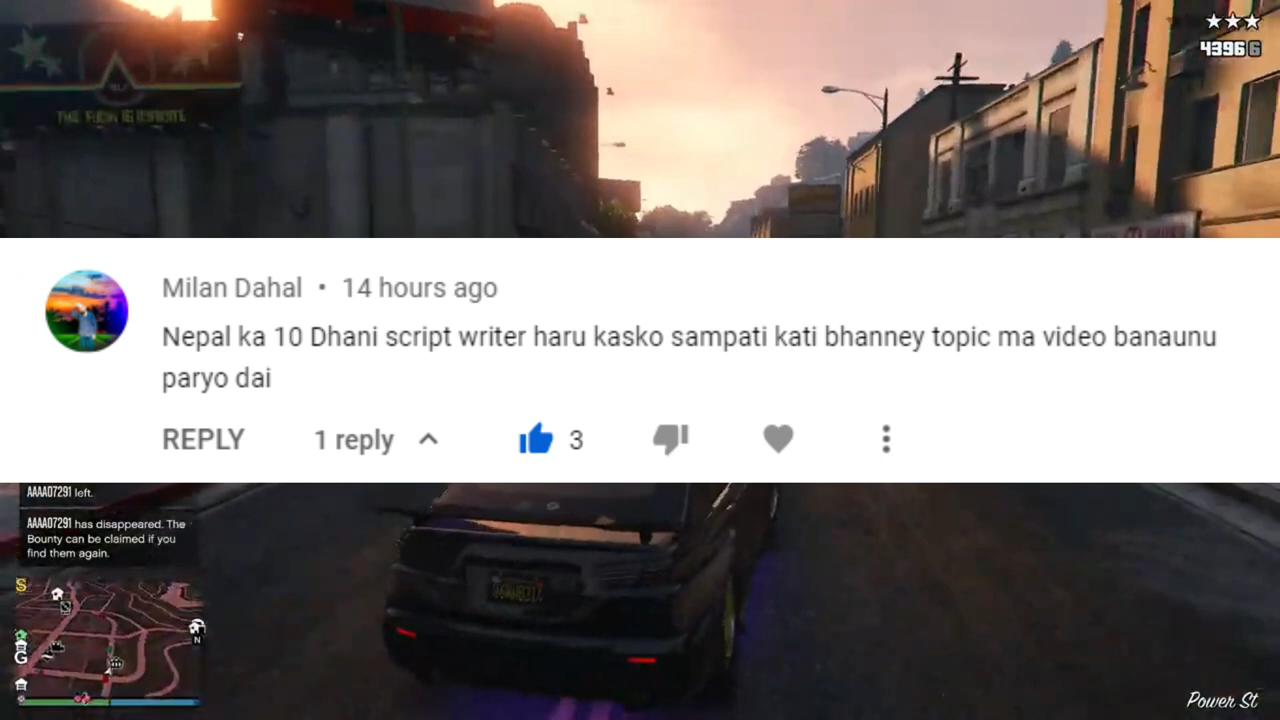 4396 6
Milan Dahal • 14 hours ago
Nepal ka 10 Dhani script writer haru kasko sampati kati bhanney topic ma video banaunu
paryo dai
REPLY 1 reply 3
AAAA07291 left.
AAAA07291 has disappeared. The
Bounty can be claimed if you
find them again.
S
N
G
Power St